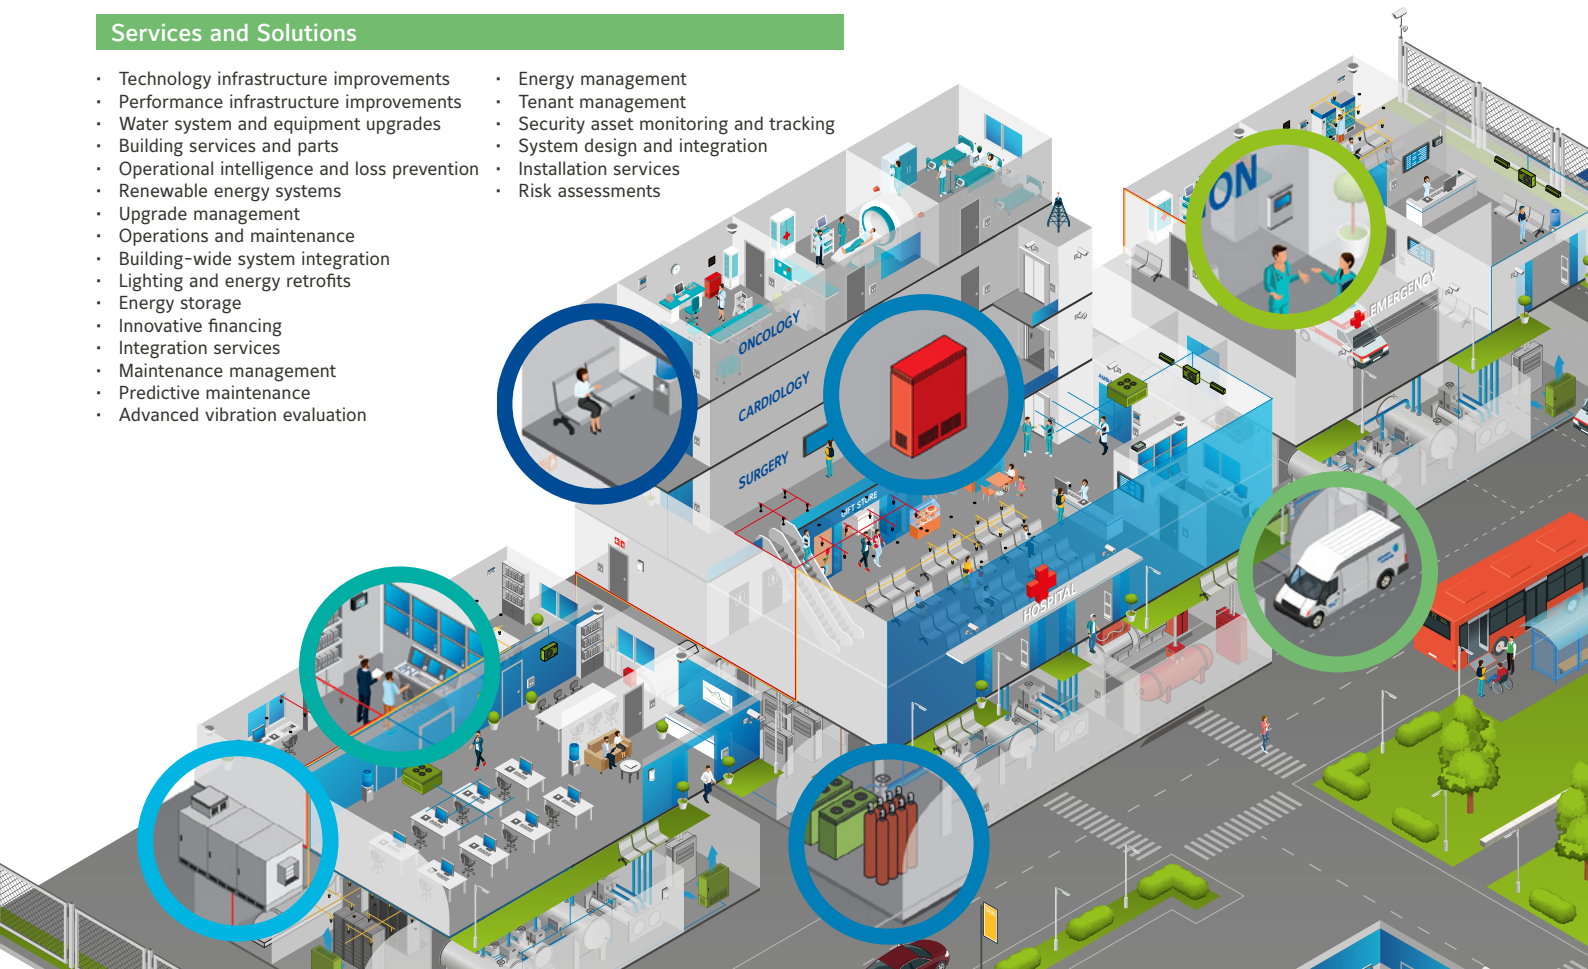 Services and Solutions
· Technology infrastructure improvements
· Performance infrastructure improvements
· Water system and equipment upgrades
· Building services and parts
· Operational intelligence and loss prevention
· Renewable energy systems
· Upgrade management
· Operations and maintenance
· Building-wide system integration
· Lighting and energy retrofits
· Energy storage
· Innovative financing
· Integration services
· Maintenance management
· Predictive maintenance
· Advanced vibration evaluation
· Energy management
· Tenant management
· Security asset monitoring and tracking
· System design and integration
· Installation services
· Risk assessments
ION
EMERGENCY
ONCOLOGY
CARDIOLOGY
SURGERY
GIFT STORE
HOSPITAL